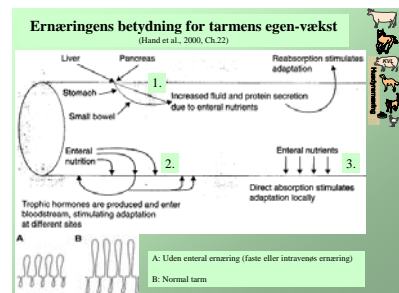 Ernæringens betydning for tarmens egen-vækst
(Hand et al., 2000, Ch.22)
Liver
Pancreas
Reabsorption stimulates
adaptation
1.
Stomach
Increased fluid and protein secretion
due to enteral nutrients
Small bowel
Enteral
nutrition
2.
Enteral nutrients
3.
Direct absorption stimulates
adaptation locally
Trophic hormones are produced and enter
bloodstream, stimulating adaptation
at different sites
A
B
A: Uden enteral ernæring (faste eller intravenøs ernæring)
B: Normal tarm
KVL
Husdyrernæring